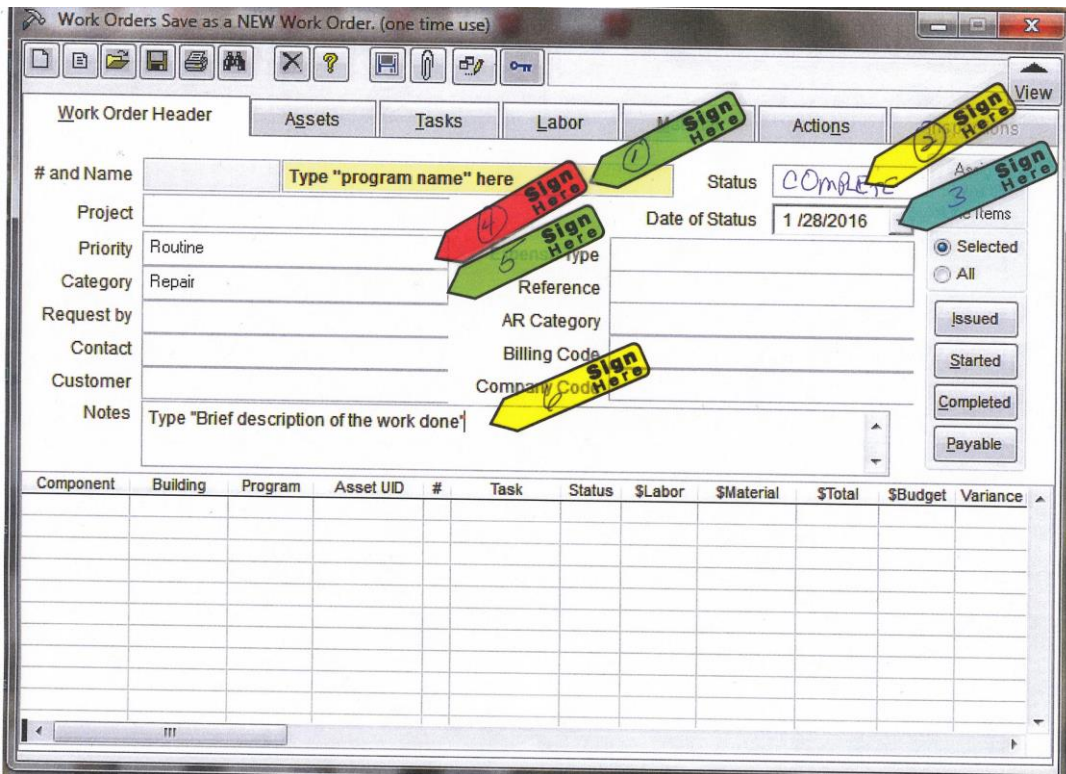 Work Orders Save as a NEW Work Order. (one time use)
View
Work Order Header Assets Tasks Labor Actions
# and Name Type "program name" here
1 Sign Here
Status COMPLETE
2 Sign Here
Project
4 Sign Here
Date of Status 1 /28/2016
3 Sign Here
Items
Priority Routine
5 Sign Here
Type
Selected
Category Repair
Reference
All
Request by
AR Category
Issued
Contact
Billing Code
Started
Customer
Company Code
6 Sign Here
Completed
Notes Type "Brief description of the work done"
Payable
Component Building Program Asset UID # Task Status $Labor $Material $Total $Budget Variance